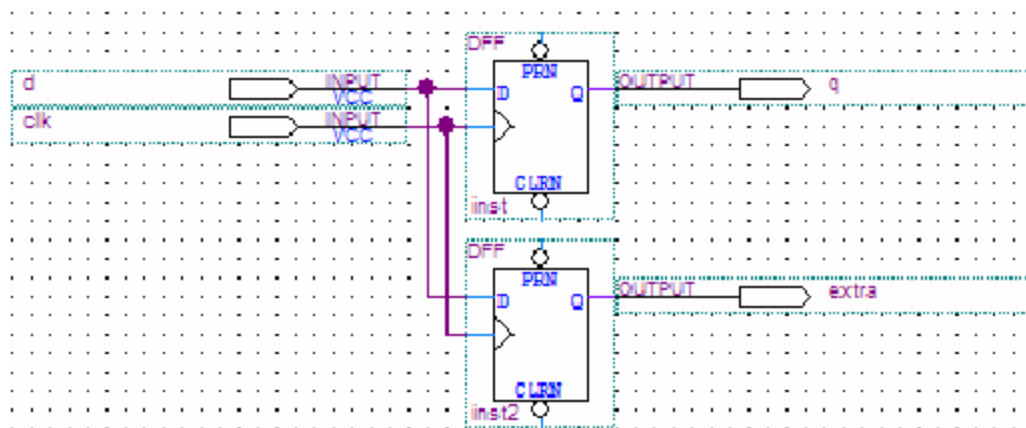 DFF
PRN
d INPUT VCC D Q OUTPUT q
clk INPUT VCC
CLRN
inst
DFF
PRN
D Q OUTPUT extra
CLRN
inst2